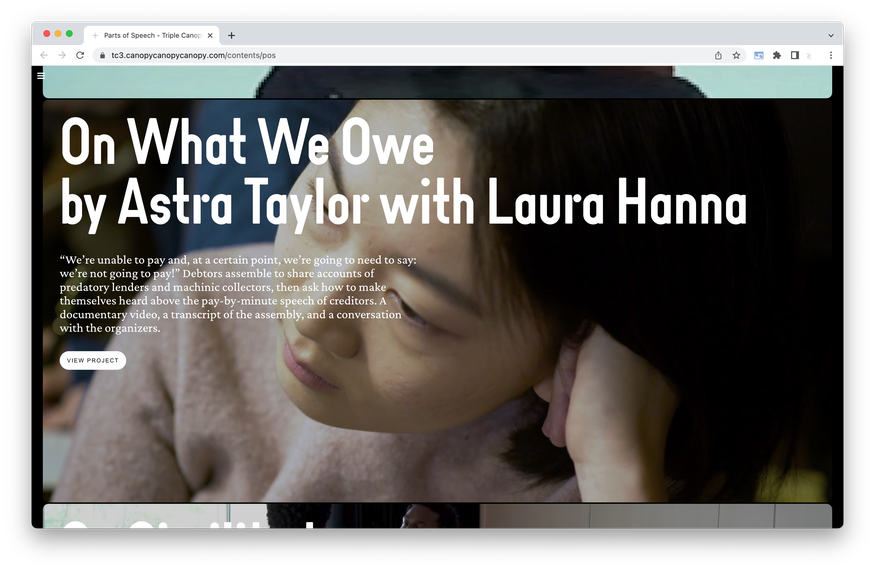 Parts of Speech - Triple Cano
tc3.canopycanopycanopy.com/contents/pos
On What We Owe
by Astra Taylor with Laura Hanna
“We’re unable to pay and, at a certain point, we’re going to need to say:
we’re not going to pay!” Debtors assemble to share accounts of
predatory lenders and machinic collectors, then ask how to make
themselves heard above the pay-by-minute speech of creditors. A
documentary video, a transcript of the assembly, and a conversation
with the organizers.
VIEW PROJECT